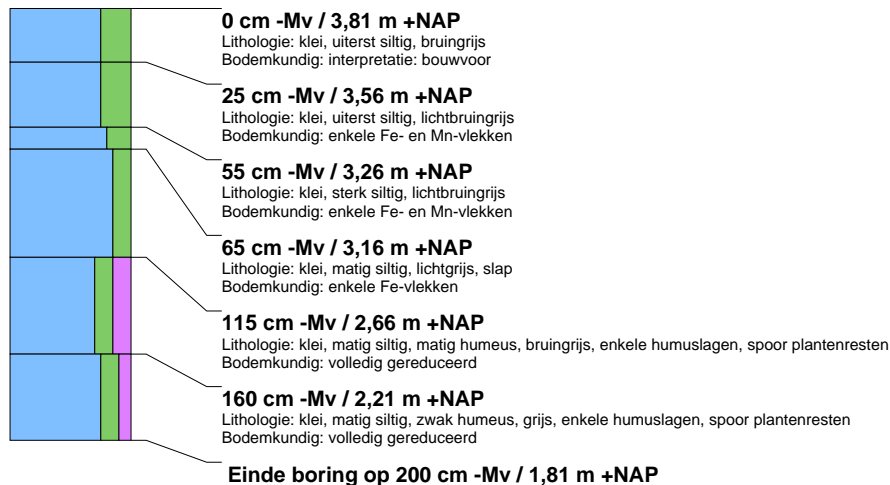 0 cm -Mv / 3,81 m +NAP
Lithologie: klei, uiterst siltig, bruingrijs
Bodemkundig: interpretatie: bouwvoor
25 cm -Mv / 3,56 m +NAP
Lithologie: klei, uiterst siltig, lichtbruingrijs
Bodemkundig: enkele Fe- en Mn-vlekken
55 cm -Mv / 3,26 m +NAP
Lithologie: klei, sterk siltig, lichtbruingrijs
Bodemkundig: enkele Fe- en Mn-vlekken
65 cm -Mv / 3,16 m +NAP
Lithologie: klei, matig siltig, lichtgrijs, slap
Bodemkundig: enkele Fe-vlekken
115 cm -Mv / 2,66 m +NAP
Lithologie: klei, matig siltig, matig humeus, bruingrijs, enkele humuslagen, spoor plantenresten
Bodemkundig: volledig gereduceerd
160 cm -Mv / 2,21 m +NAP
Lithologie: klei, matig siltig, zwak humeus, grijs, enkele humuslagen, spoor plantenresten
Bodemkundig: volledig gereduceerd
Einde boring op 200 cm -Mv / 1,81 m +NAP